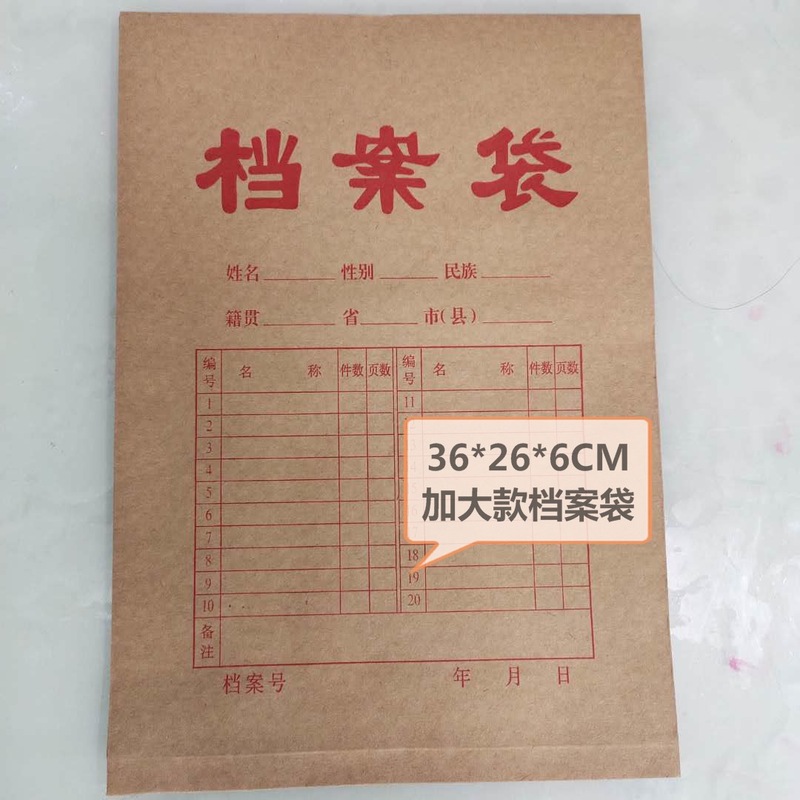 档案袋
姓名 性别 民族
籍贯 省 市(县)
编号 名 称 件数 页数 编号 名 称 件数 页数
1 11
2
3
4
5
6
7
8 18
9 19
10 20
36*26*6CM
加大款档案袋
备注
档案号 年 月 日